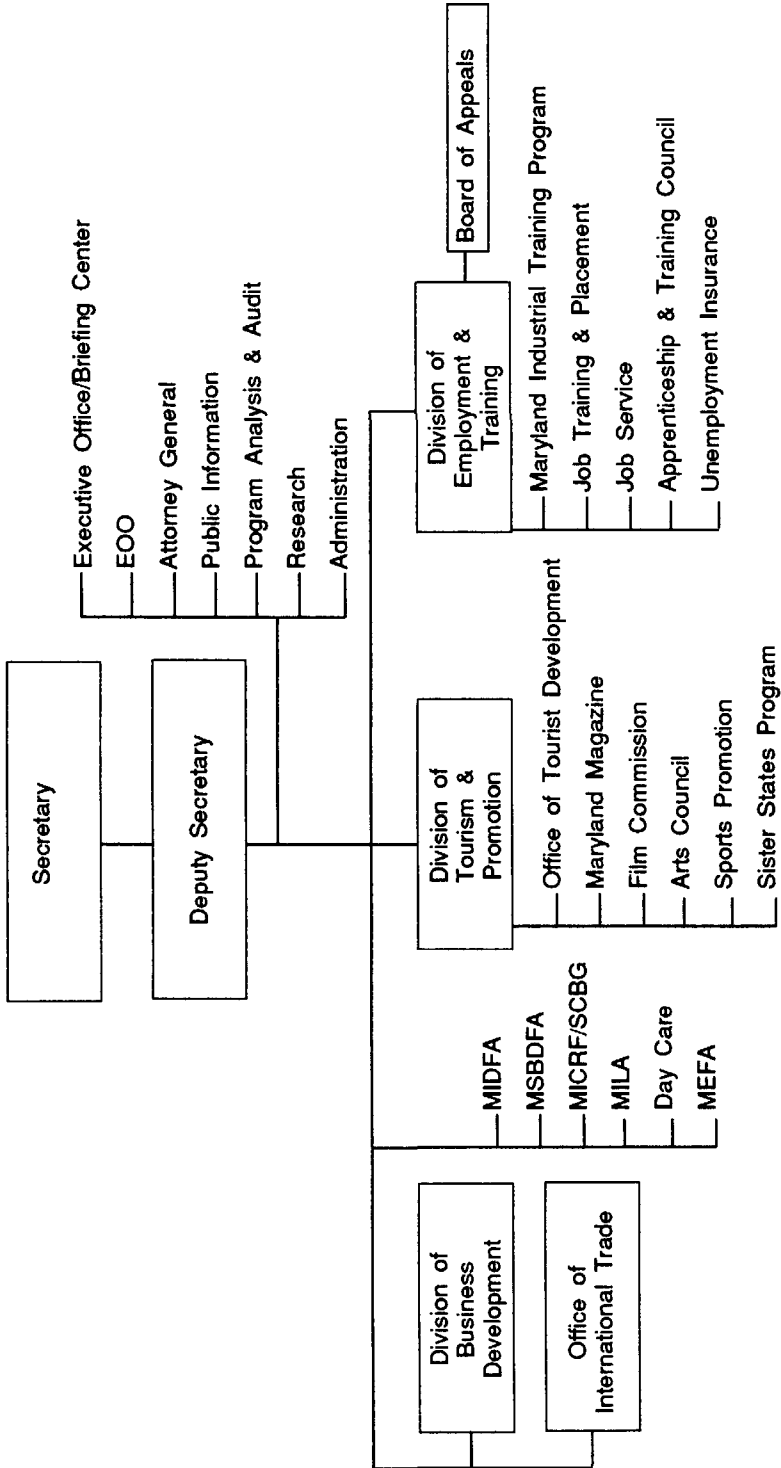 Secretary
Deputy Secretary
Executive Office/Briefing Center
EOO
Attorney General
Public Information
Program Analysis & Audit
Research
Administration
Division of
Business
Development
Office of
International Trade
MIDFA
MSBDFA
MICRF/SCBG
MILA
Day Care
MEFA
Division of
Tourism &
Promotion
Office of Tourist Development
Maryland Magazine
Film Commission
Arts Council
Sports Promotion
Sister States Program
Division of
Employment &
Training
Board of Appeals
Maryland Industrial Training Program
Job Training & Placement
Job Service
Apprenticeship & Training Council
Unemployment Insurance